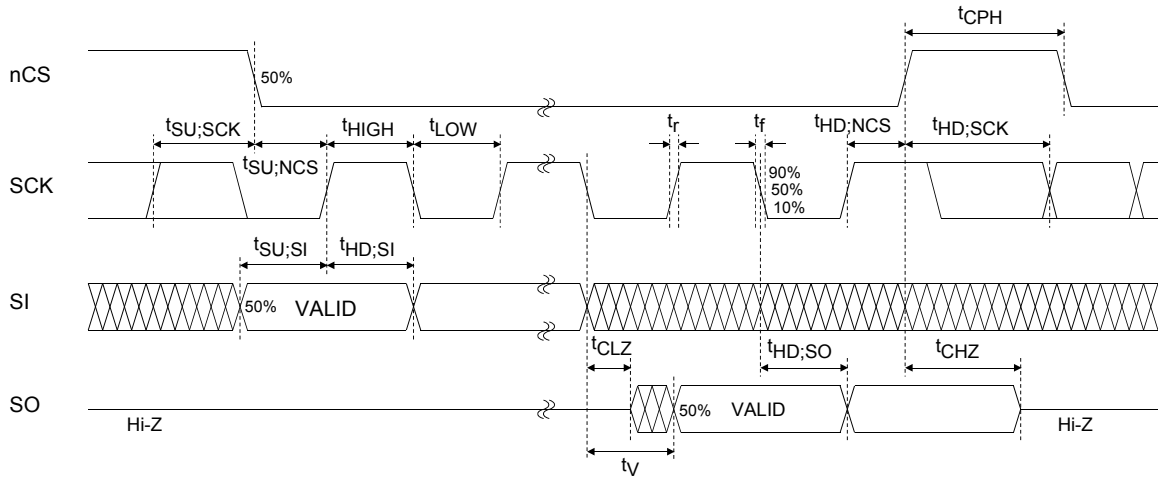 tCPH
nCS
50%
tSU;SCK
tHIGH
tLOW
tr
tf
tHD;NCS
tHD;SCK
tSU;NCS
SCK
90%
50%
10%
tSU;SI
tHD;SI
SI
50%
VALID
tCLZ
tHD;SO
tCHZ
SO
50%
VALID
Hi-Z
Hi-Z
tV